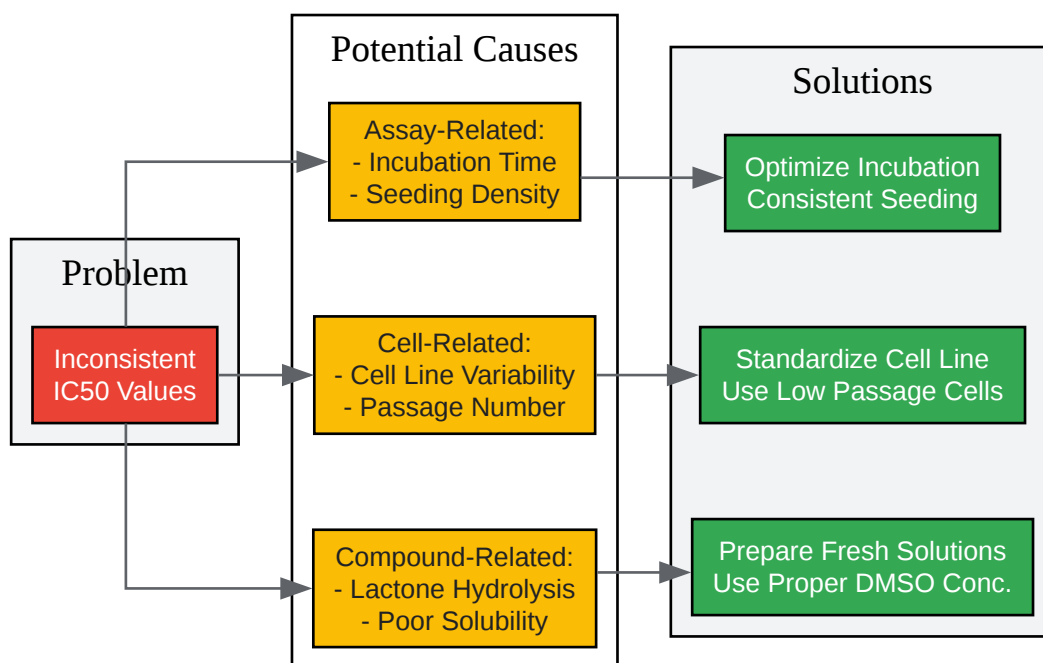 Problem
Inconsistent
IC50 Values
Potential Causes
Assay-Related:
- Incubation Time
- Seeding Density
Cell-Related:
- Cell Line Variability
- Passage Number
Compound-Related:
- Lactone Hydrolysis
- Poor Solubility
Solutions
Optimize Incubation
Consistent Seeding
Standardize Cell Line
Use Low Passage Cells
Prepare Fresh Solutions
Use Proper DMSO Conc.